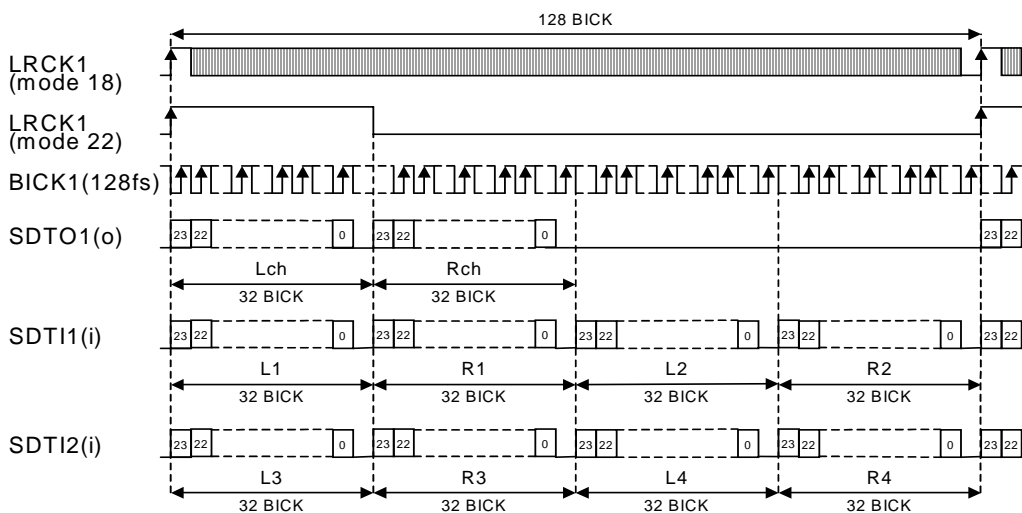 128 BICK
LRCK1
(mode 18)
LRCK1
(mode 22)
BICK1(128fs)
SDTO1(o)
23 22 0 23 22 0 23 22
Lch Rch
32 BICK 32 BICK
SDTI1(i)
23 22 0 23 22 0 23 22 0 23 22 0 23 22
L1 R1 L2 R2
32 BICK 32 BICK 32 BICK 32 BICK
SDTI2(i)
23 22 0 23 22 0 23 22 0 23 22 0 23 22
L3 R3 L4 R4
32 BICK 32 BICK 32 BICK 32 BICK